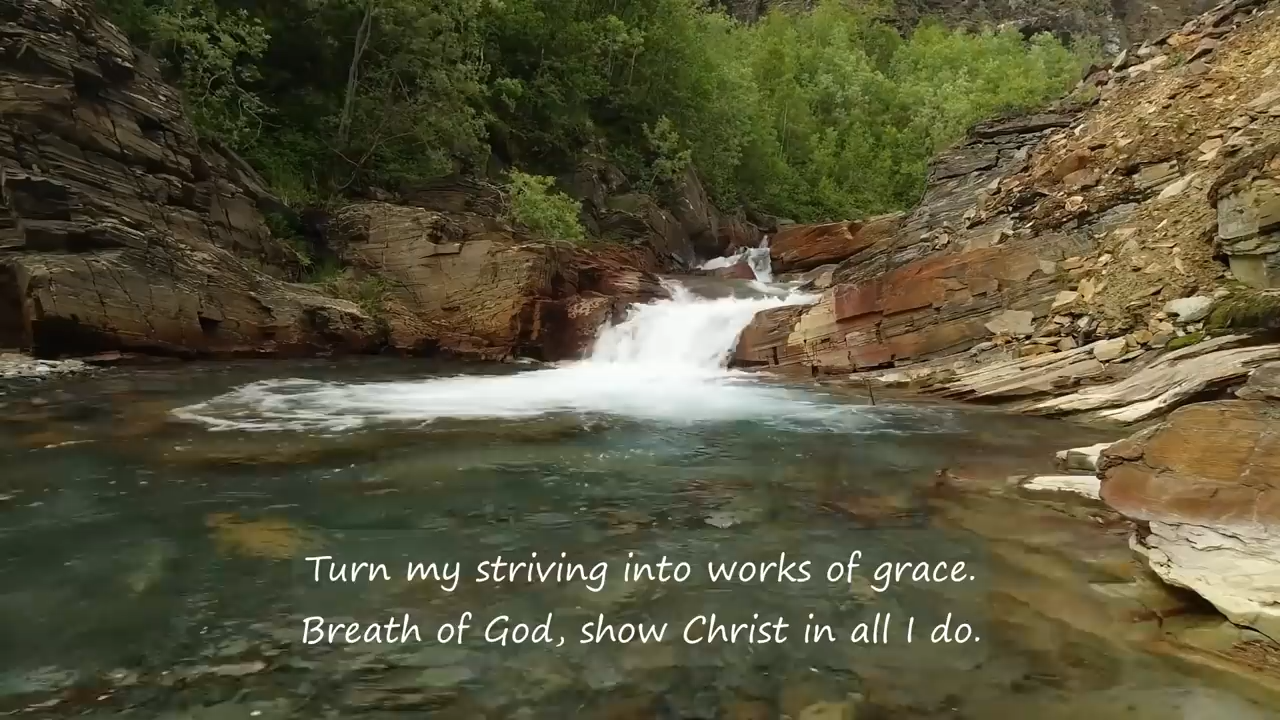 Turn my striving into works of grace.
Breath of God, show Christ in all I do.